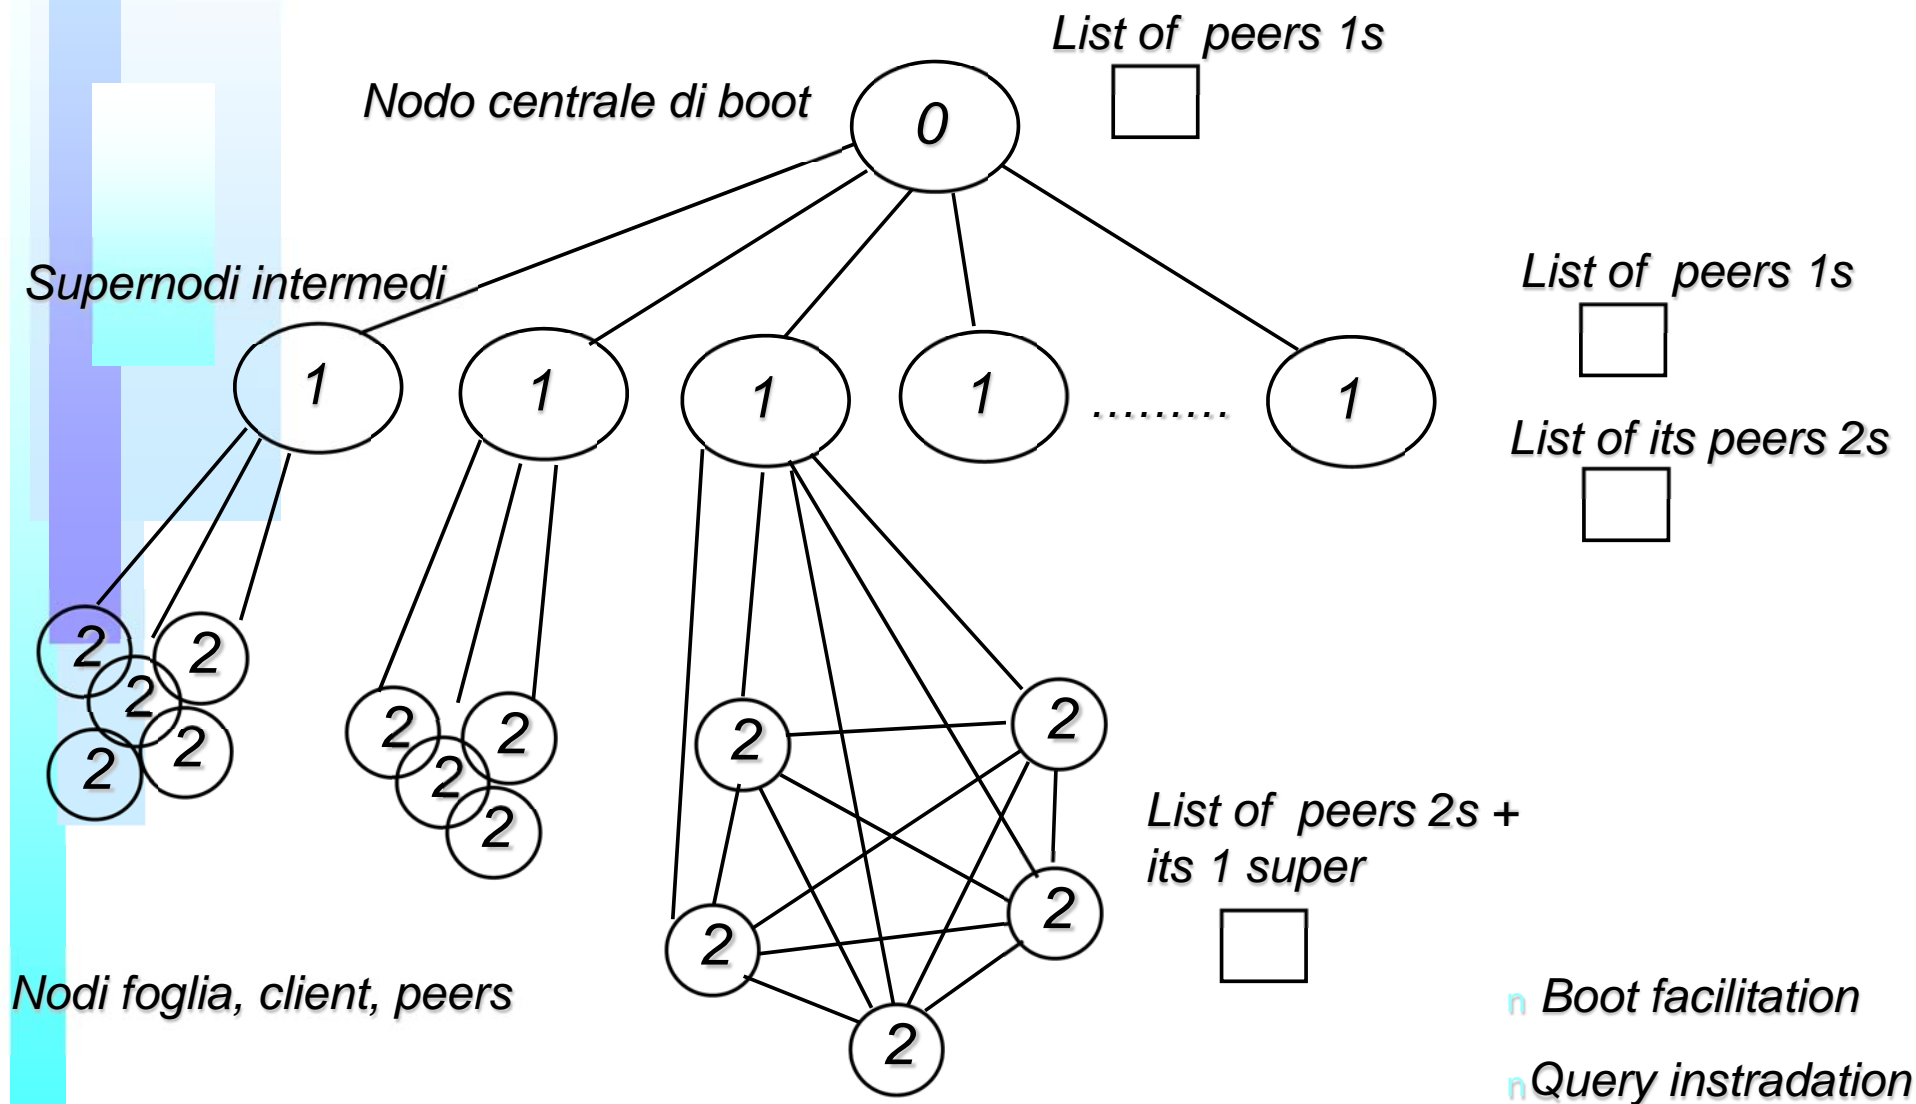 List of peers 1s
Nodo centrale di boot
0
Supernodi intermedi
List of peers 1s
1 1 1 1 ......... 1
List of its peers 2s
2 2
2
2 2
2 2
2
2
2 2
List of peers 2s +
its 1 super
2 2
2
Nodi foglia, client, peers
n Boot facilitation
n Query instradation